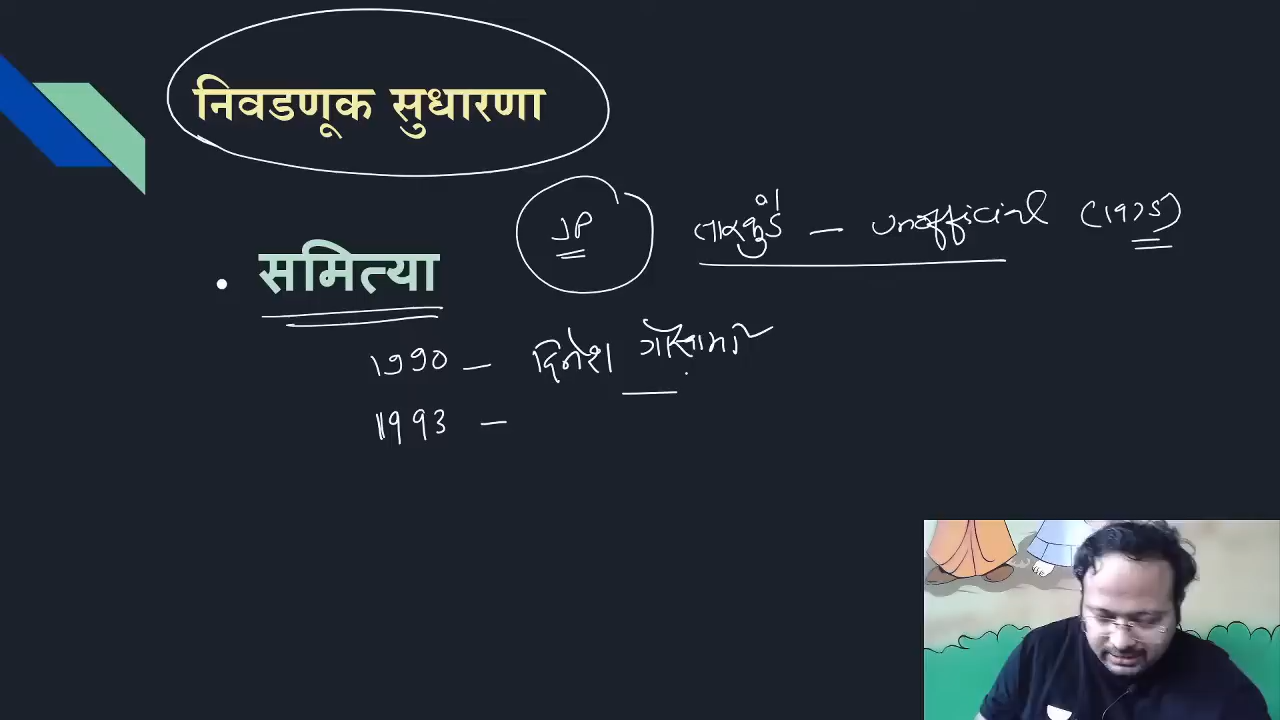 निवडणूक सुधारणा
JP तारकुंडे — unofficial (1975)
• समित्या
1990 – दिनेश गोस्वामी
1993 –